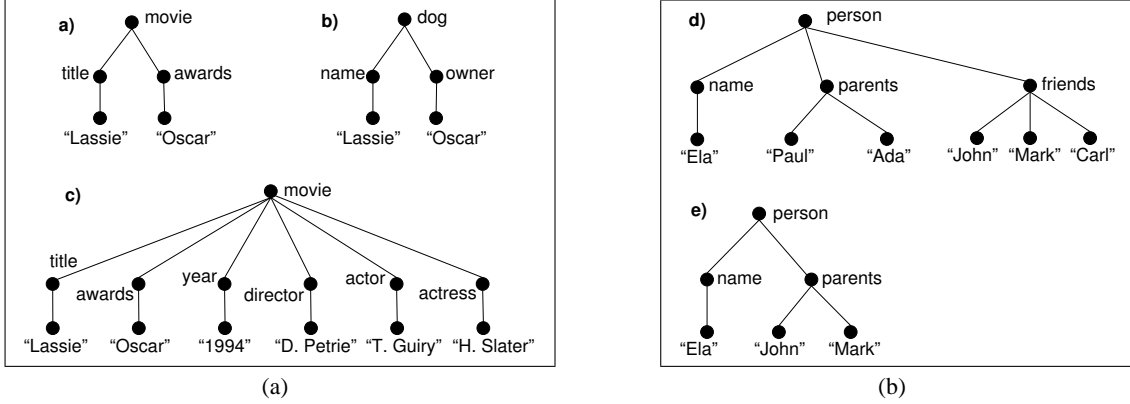 a) movie
title awards
“Lassie” “Oscar”
b) dog
name owner
“Lassie” “Oscar”
c) movie
title
awards
year
director
actor
actress
“Lassie” “Oscar” “1994” “D. Petrie” “T. Guiry” “H. Slater”
(a)
d) person
name parents friends
“Ela” “Paul” “Ada” “John” “Mark” “Carl”
e) person
name parents
“Ela” “John” “Mark”
(b)